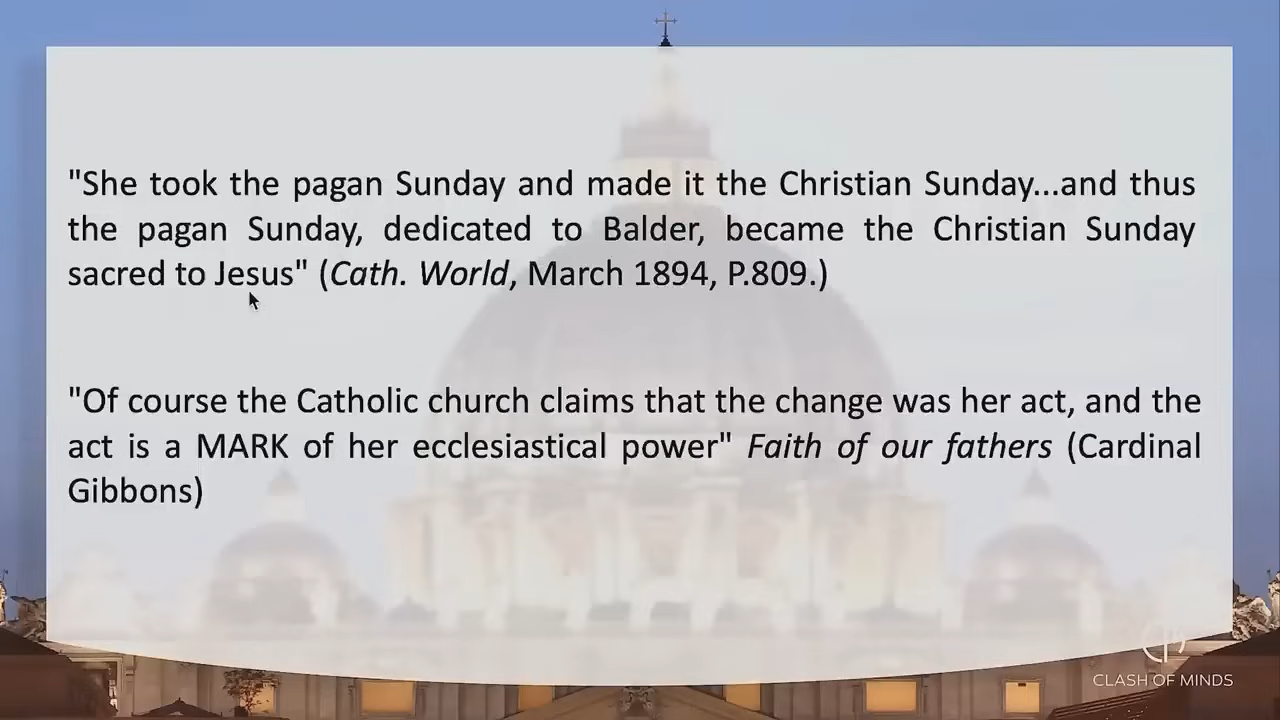 "She took the pagan Sunday and made it the Christian Sunday...and thus
the pagan Sunday, dedicated to Balder, became the Christian Sunday
sacred to Jesus" (Cath. World, March 1894, P.809.)
"Of course the Catholic church claims that the change was her act, and the
act is a MARK of her ecclesiastical power" Faith of our fathers (Cardinal
Gibbons)
CLASH OF MINDS